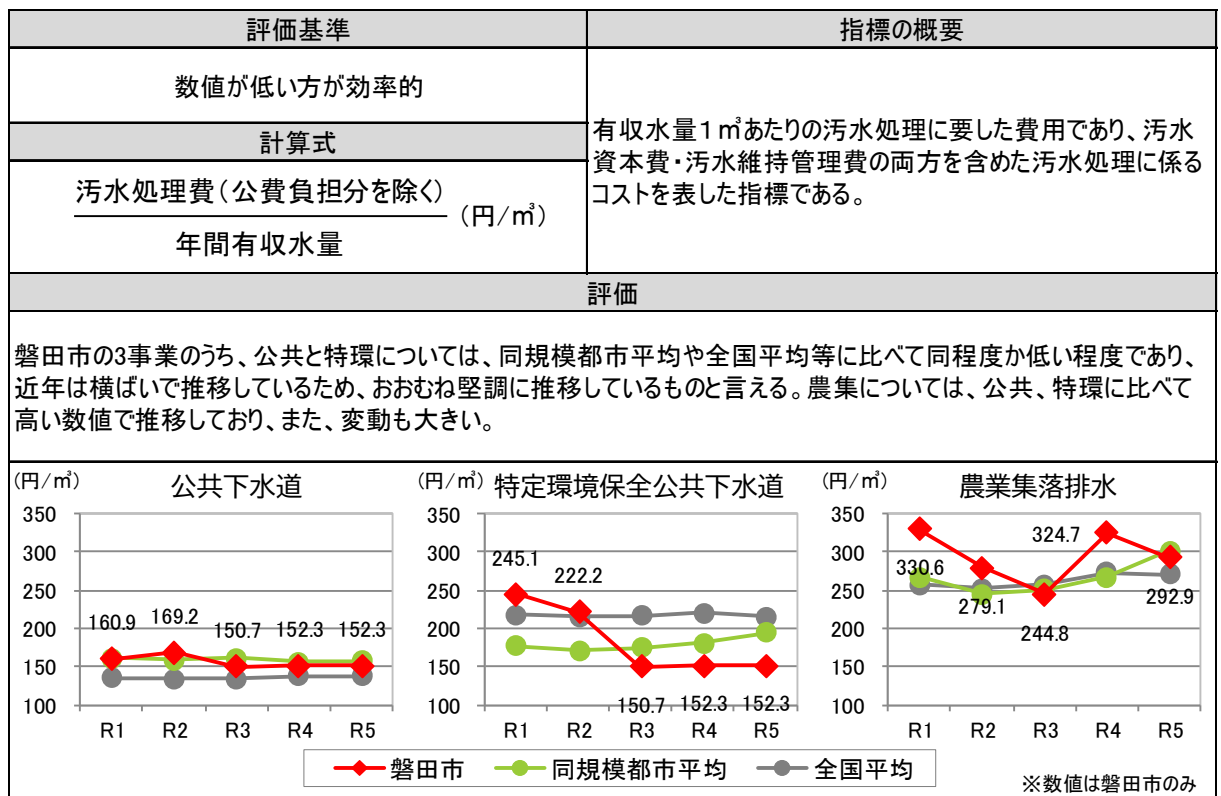 評価基準
指標の概要
数値が低い方が効率的
計算式
汚水処理費(公費負担分を除く)
(円/㎥)
年間有収水量
有収水量1㎥あたりの汚水処理に要した費用であり、汚水
資本費・汚水維持管理費の両方を含めた汚水処理に係る
コストを表した指標である。
評価
磐田市の3事業のうち、公共と特環については、同規模都市平均や全国平均等に比べて同程度か低い程度であり、
近年は横ばいで推移しているため、おおむね堅調に推移しているものと言える。農集については、公共、特環に比べて
高い数値で推移しており、また、変動も大きい。
(円/㎥) 公共下水道
350
300
250
200
150
100
160.9 169.2 150.7 152.3 152.3
R1 R2 R3 R4 R5
(円/㎥) 特定環境保全公共下水道
350
300
250
200
150
100
245.1 222.2 150.7 152.3 152.3
R1 R2 R3 R4 R5
(円/㎥) 農業集落排水
350
300
250
200
150
100
330.6 279.1 244.8 324.7 292.9
R1 R2 R3 R4 R5
磐田市 同規模都市平均 全国平均
※数値は磐田市のみ